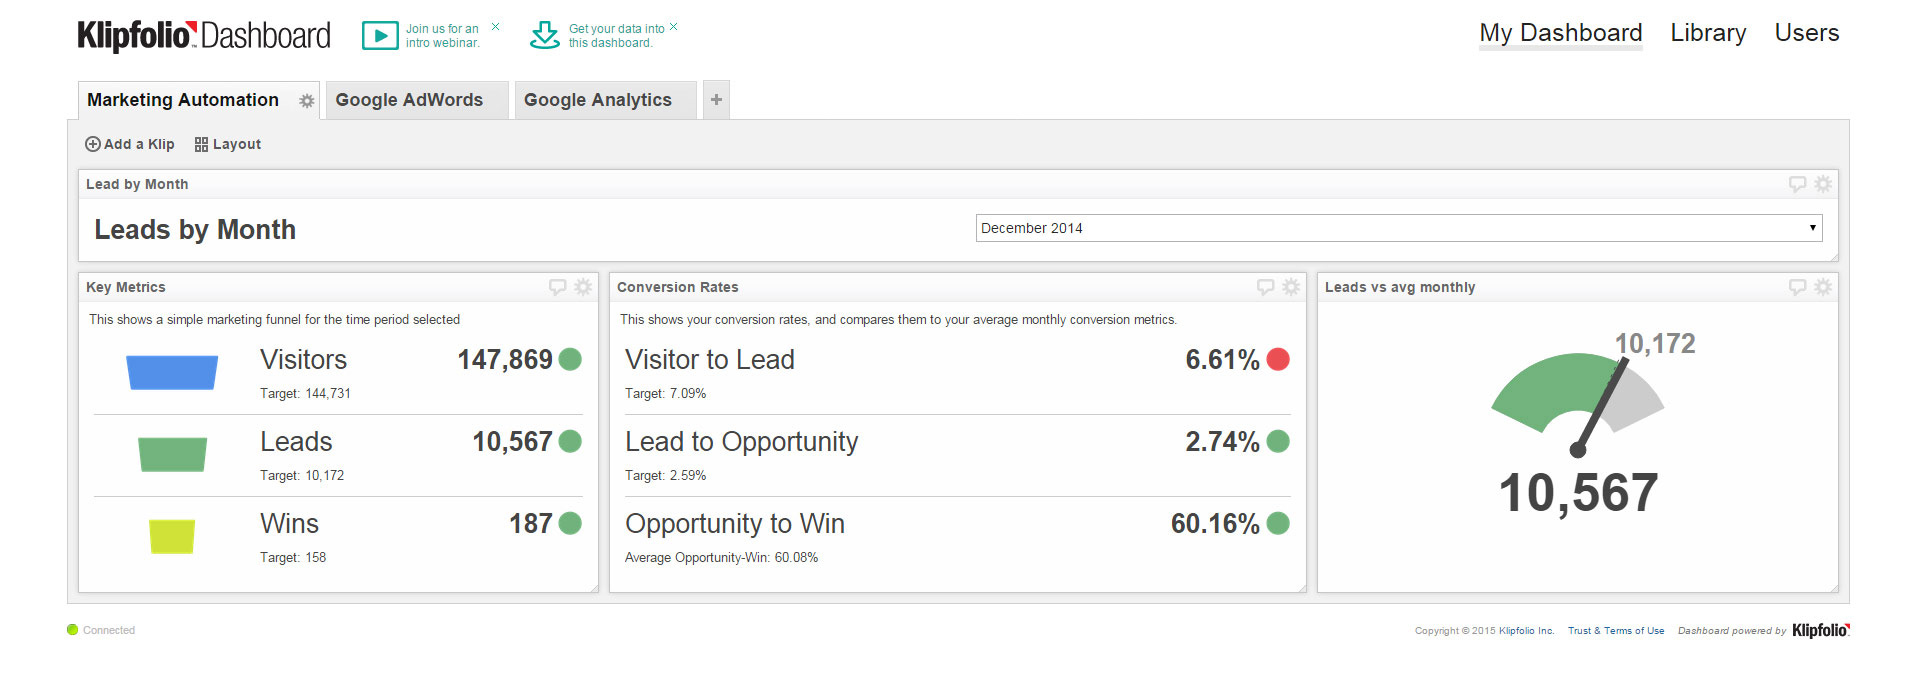 Klipfolio Dashboard
Join us for an
intro webinar.
Get your data into
this dashboard.
My Dashboard Library Users
Marketing Automation Google AdWords Google Analytics +
Add a Klip Layout
Lead by Month
Leads by Month December 2014
Key Metrics
This shows a simple marketing funnel for the time period selected
Visitors 147,869
Target: 144,731
Leads 10,567
Target: 10,172
Wins 187
Target: 158
Conversion Rates
This shows your conversion rates, and compares them to your average monthly conversion metrics.
Visitor to Lead 6.61%
Target: 7.09%
Lead to Opportunity 2.74%
Target: 2.59%
Opportunity to Win 60.16%
Average Opportunity-Win: 60.08%
Leads vs avg monthly
10,172
10,567
Connected
Copyright © 2015 Klipfolio Inc. Trust & Terms of Use Dashboard powered by Klipfolio